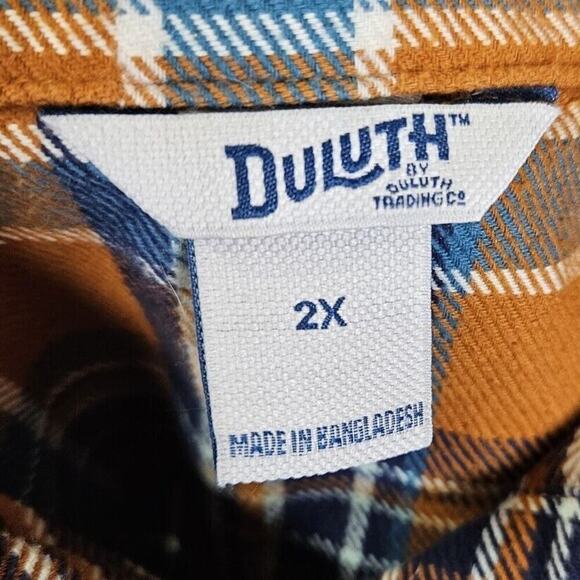 DULUTH™
BY
DULUTH
TRADING CO
2X
MADE IN BANGLADESH